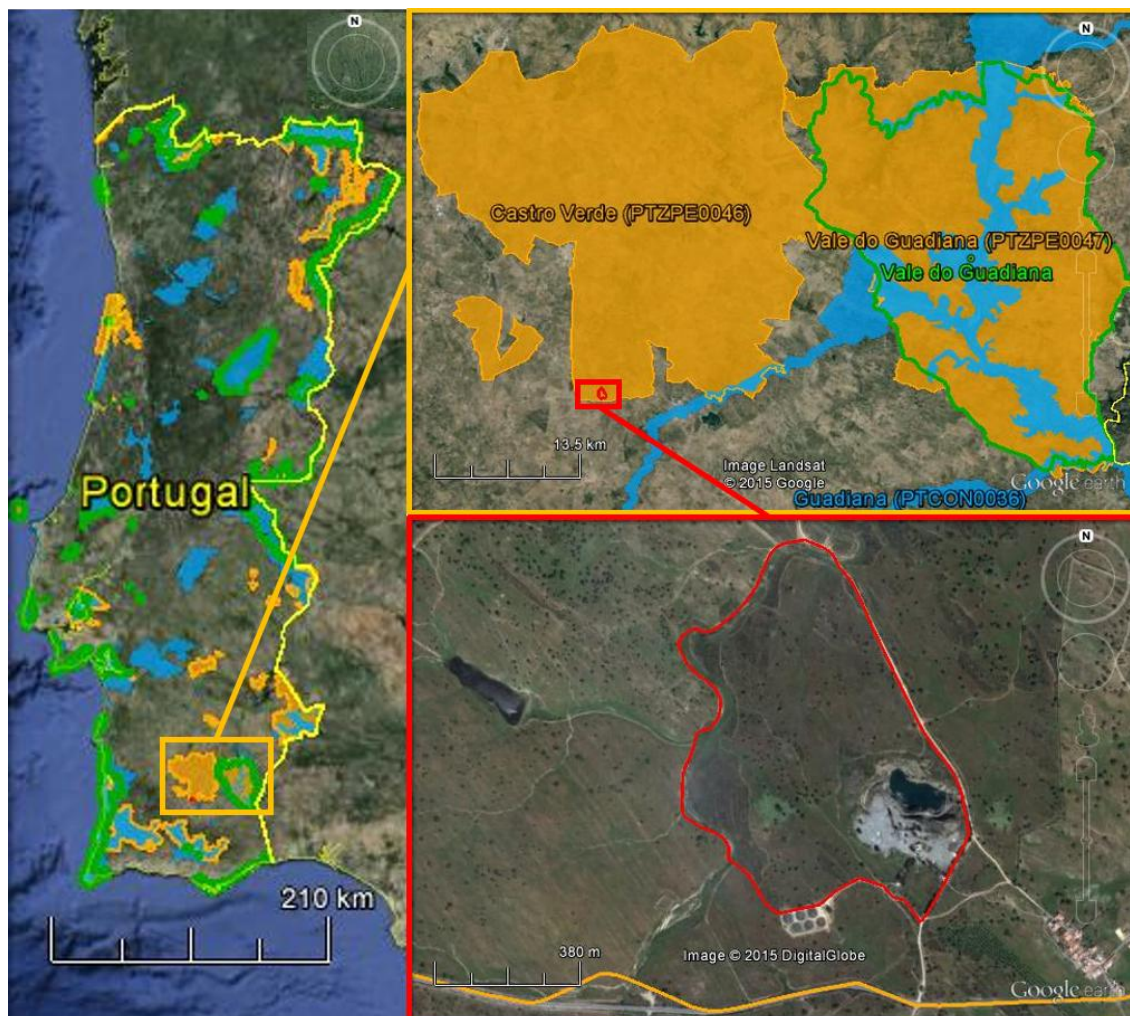 N
Portugal
210 km
N
Castro Verde (PTZPE0046)
Vale do Guadiana (PTZPE0047)
Vale do Guadiana
13.5 km
Image Landsat
© 2015 Google
Guadiana (PTCON0036)
Google earth
N
380 m
Image © 2015 DigitalGlobe
Google earth